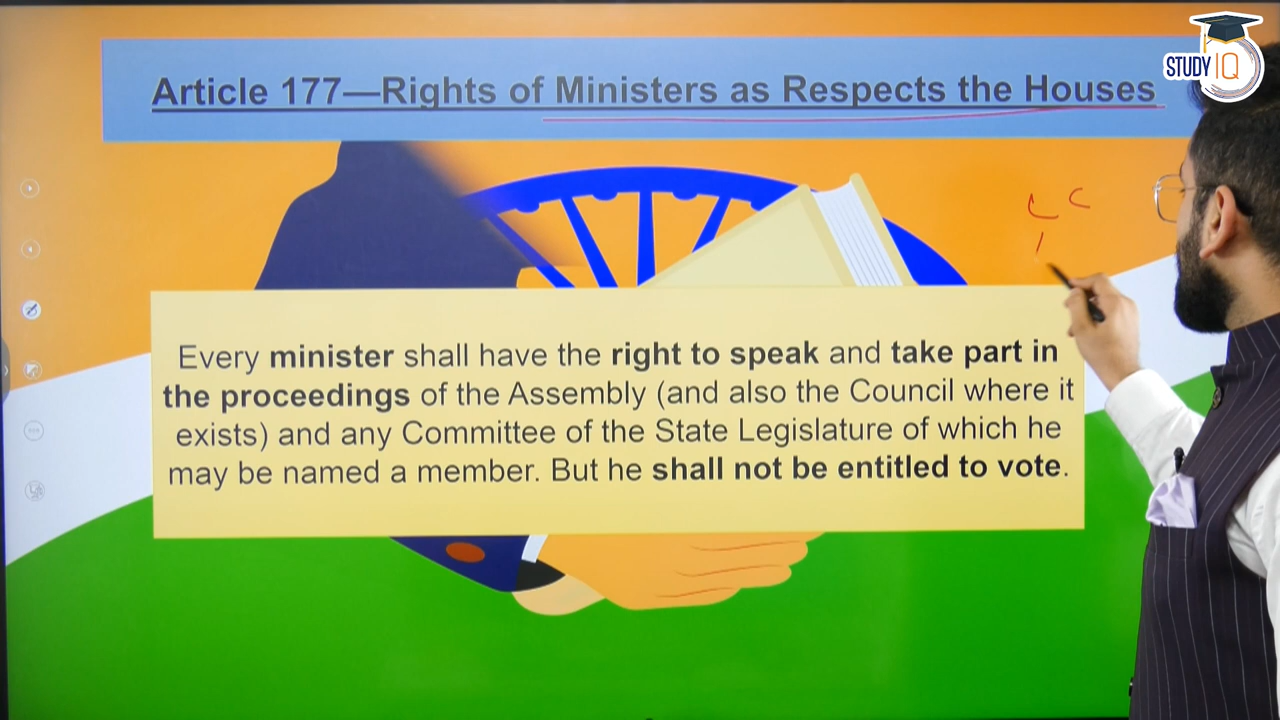 STUDY IQ
Article 177—Rights of Ministers as Respects the Houses
Every minister shall have the right to speak and take part in
the proceedings of the Assembly (and also the Council where it
exists) and any Committee of the State Legislature of which he
may be named a member. But he shall not be entitled to vote.